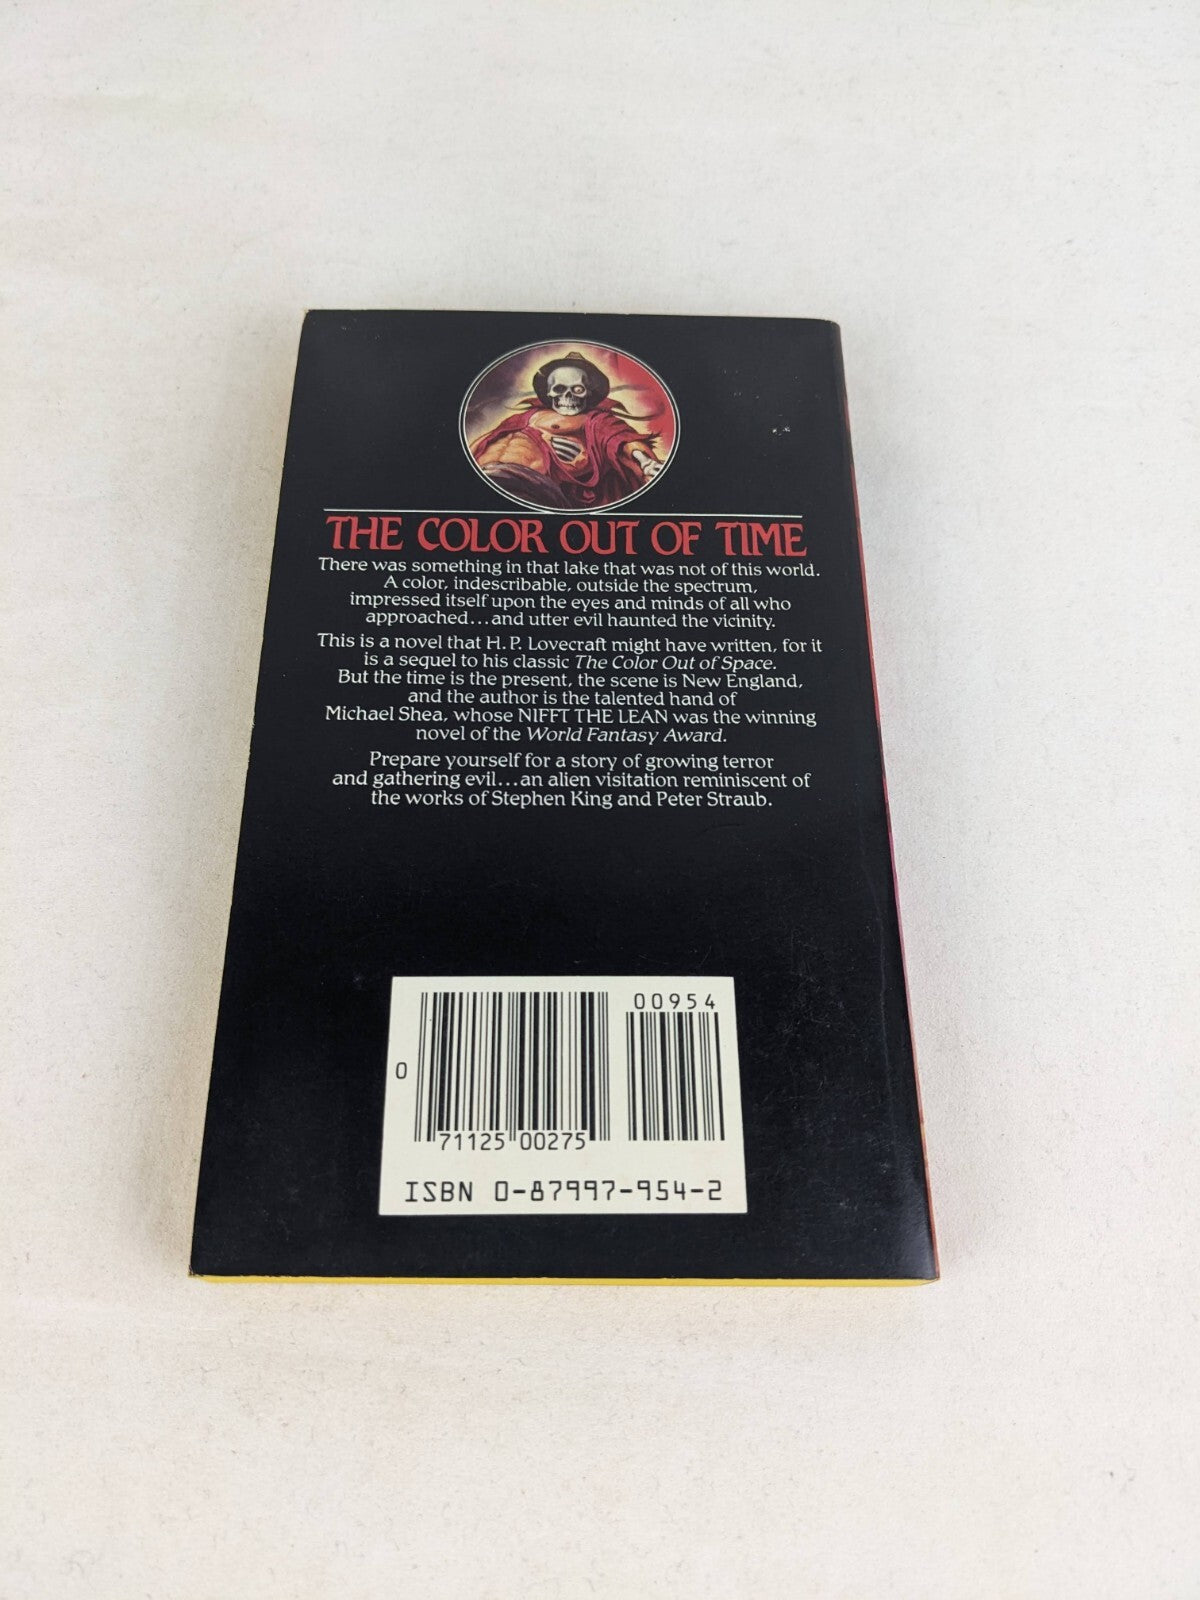 THE COLOR OUT OF TIME
There was something in that lake that was not of this world.
A color, indescribable, outside the spectrum,
impressed itself upon the eyes and minds of all who
approached...and utter evil haunted the vicinity.
This is a novel that H. P. Lovecraft might have written, for it
is a sequel to his classic The Color Out of Space.
But the time is the present, the scene is New England,
and the author is the talented hand of
Michael Shea, whose NIFFT THE LEAN was the winning
novel of the World Fantasy Award.
Prepare yourself for a story of growing terror
and gathering evil...an alien visitation reminiscent of
the works of Stephen King and Peter Straub.
00954
0
71125 00275
ISBN 0-87997-954-2